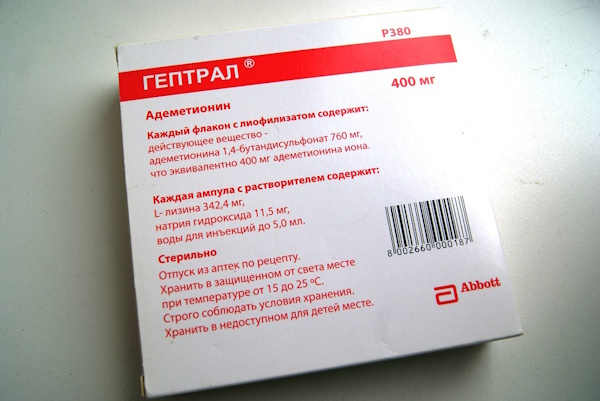 P380
ГЕПТРАЛ®
400 мг
Адеметионин
Каждый флакон с лиофилизатом содержит:
действующее вещество -
адеметионина 1,4-бутандисульфонат 760 мг,
что эквивалентно 400 мг адеметионина иона.
Каждая ампула с растворителем содержит:
L- лизина 342,4 мг,
натрия гидроксида 11,5 мг,
воды для инъекций до 5,0 мл.
Стерильно
Отпуск из аптек по рецепту.
Хранить в защищенном от света месте
при температуре от 15 до 25 ºС.
Строго соблюдать условия хранения.
Хранить в недоступном для детей месте.
8 002660 000187
Abbott